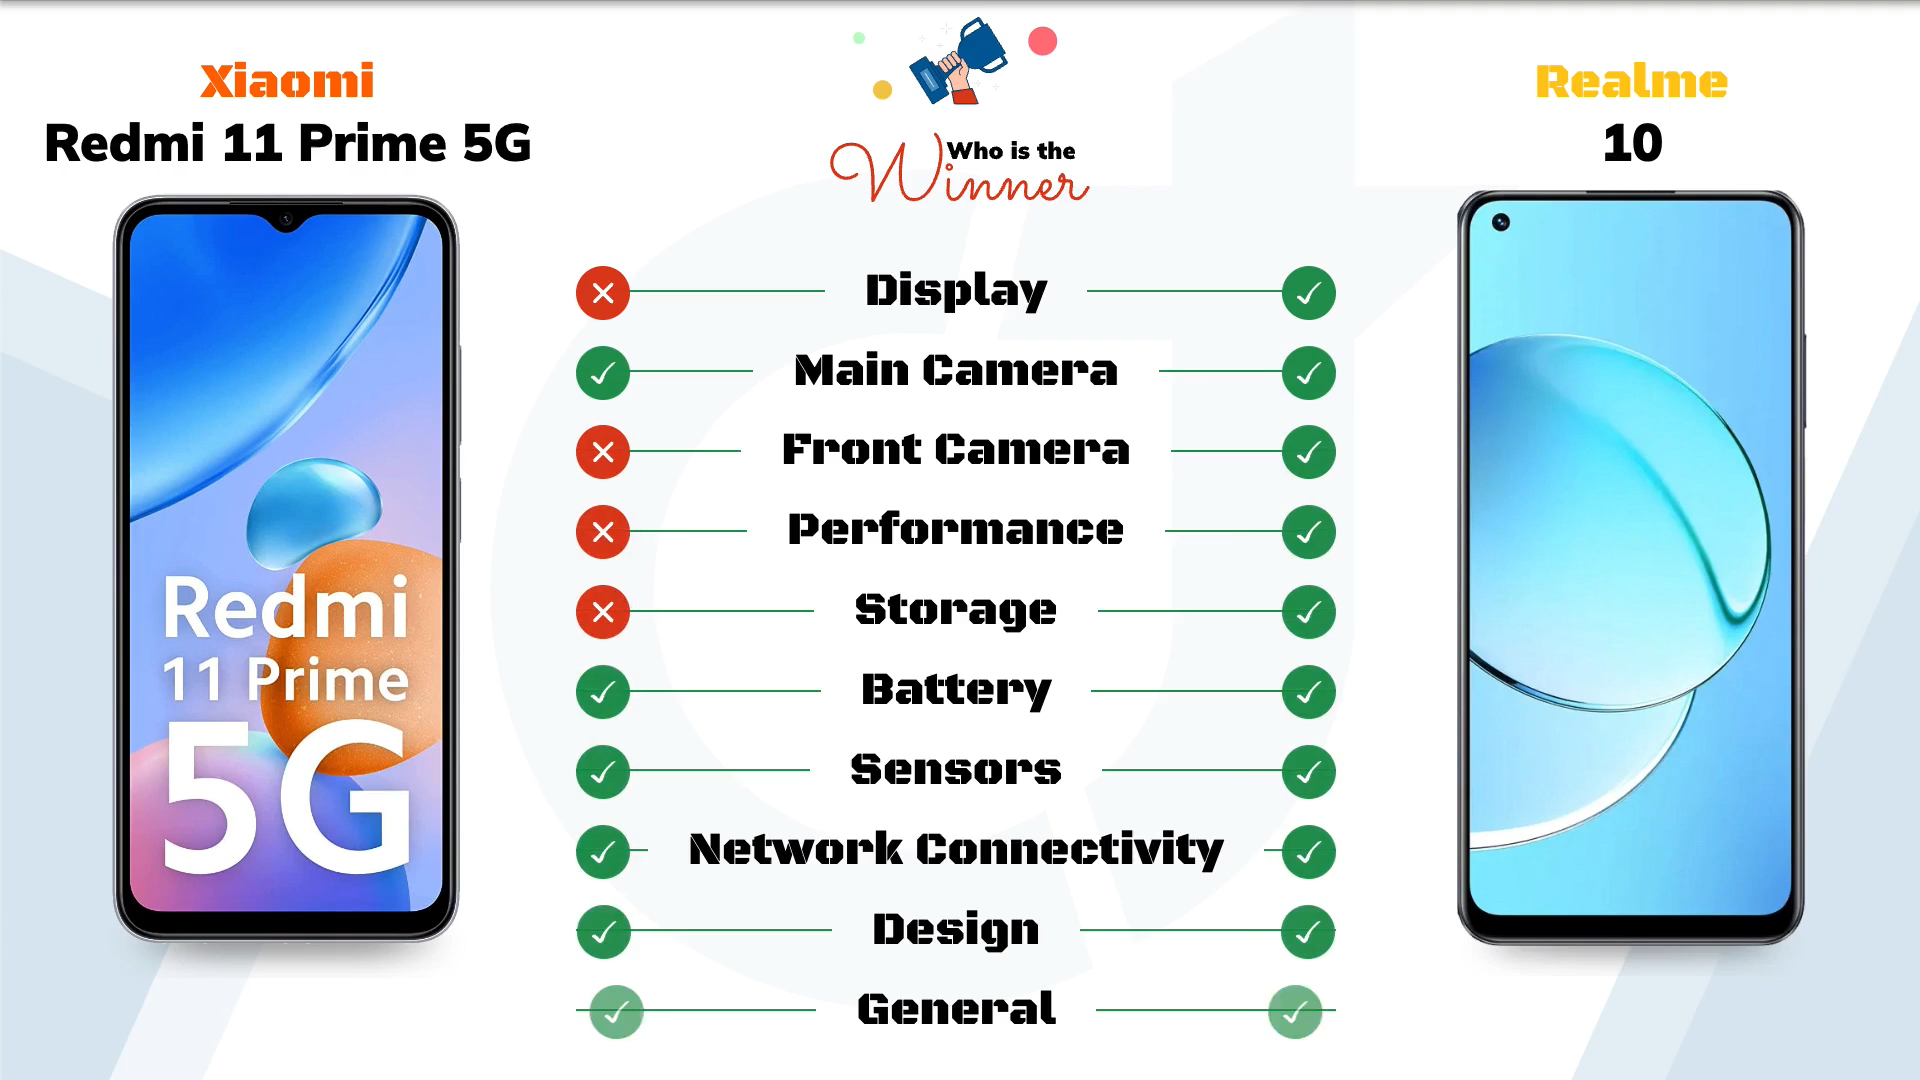 Xiaomi
Redmi 11 Prime 5G
Who is the
Winner
Realme
10
Redmi
11 Prime
5G
Display
Main Camera
Front Camera
Performance
Storage
Battery
Sensors
Network Connectivity
Design
General